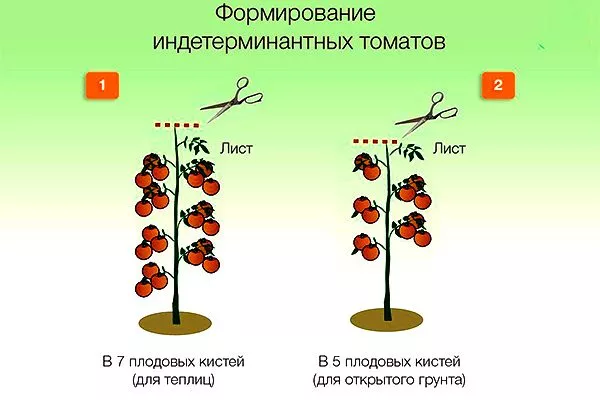 Формирование
индетерминантных томатов
1
2
Лист
Лист
В 7 плодовых кистей
(для теплиц)
В 5 плодовых кистей
(для открытого грунта)